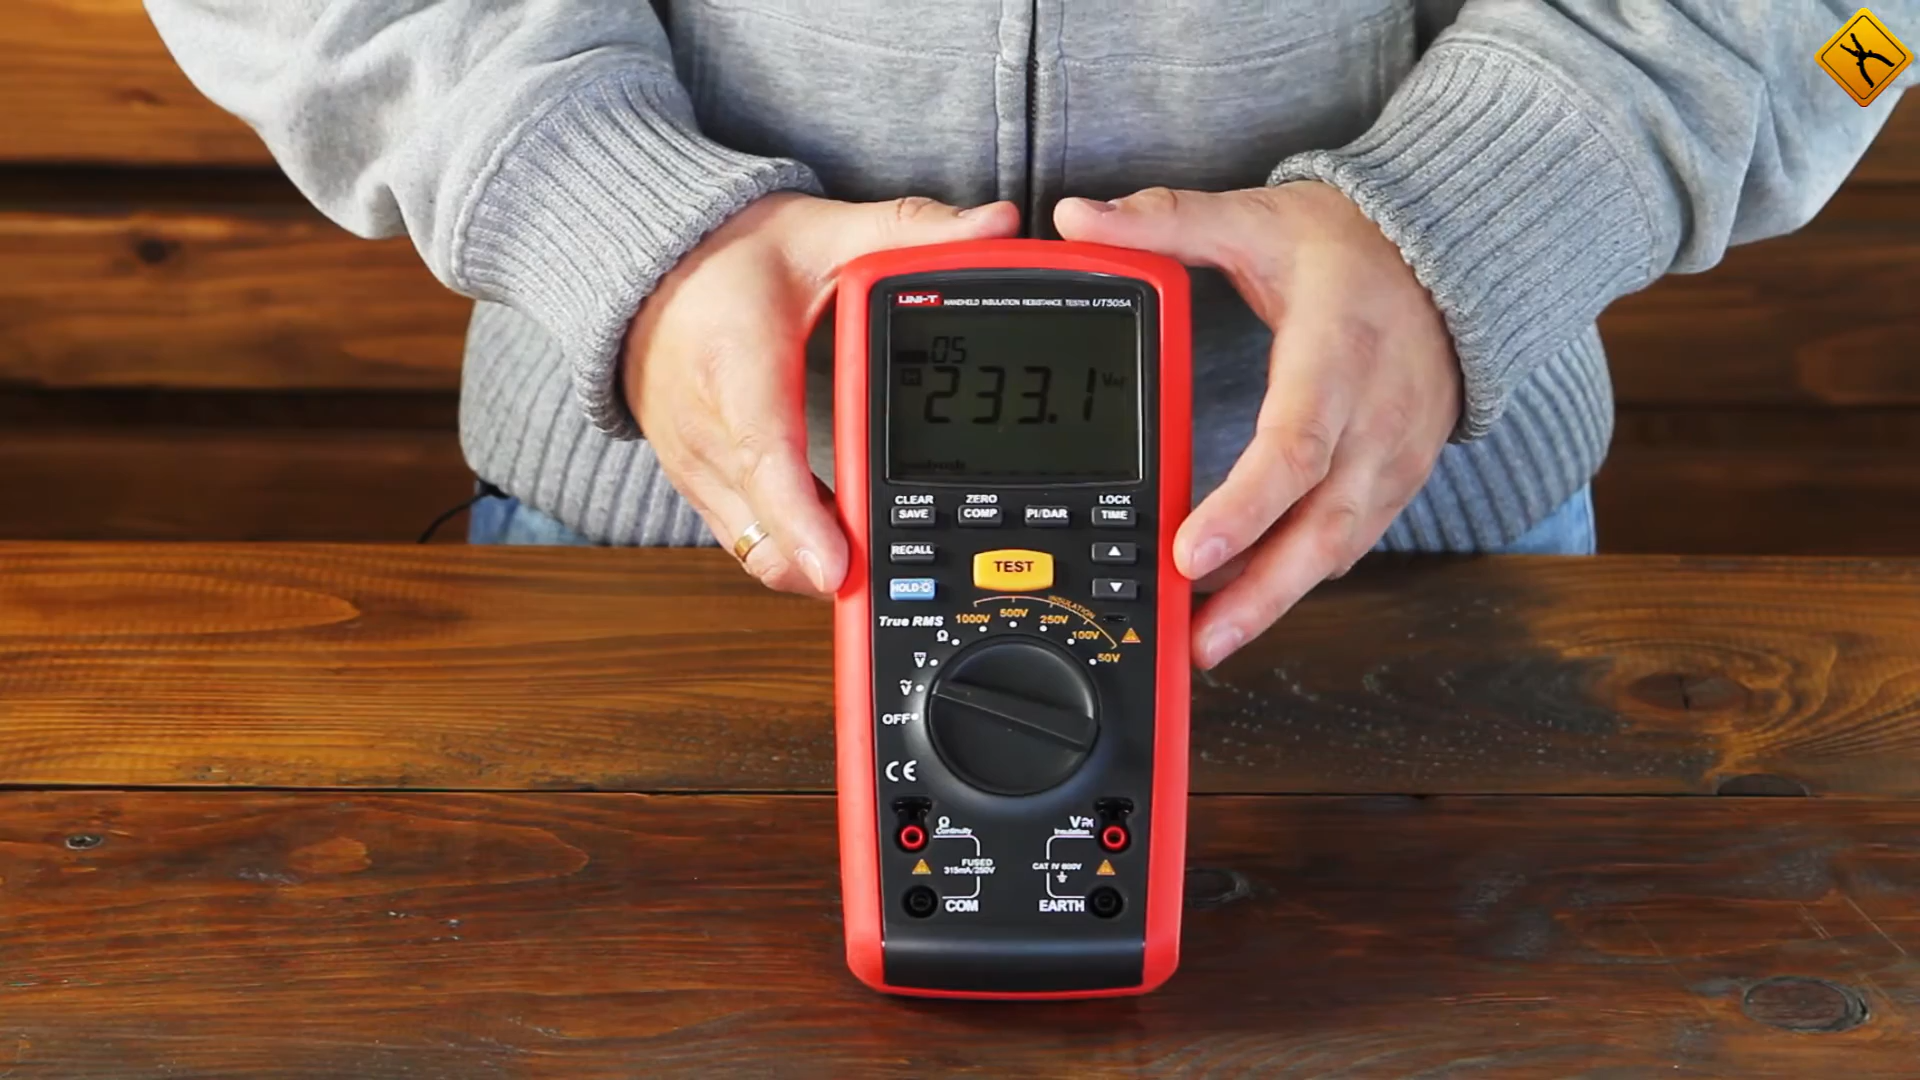 UNI-T HANDHELD INSULATION RESISTANCE TESTER UT505A
05
233.1
CLEAR ZERO LOCK
SAVE COMP PI/DAR TIME
RECALL ▲
TEST
HOLD ▼
INSULATION
True RMS 1000V 500V 250V 100V 50V
Ω
V
V
OFF
CE
Ω V
Continuity Insulation
FUSED CAT IV 600V
315mA/250V
COM EARTH